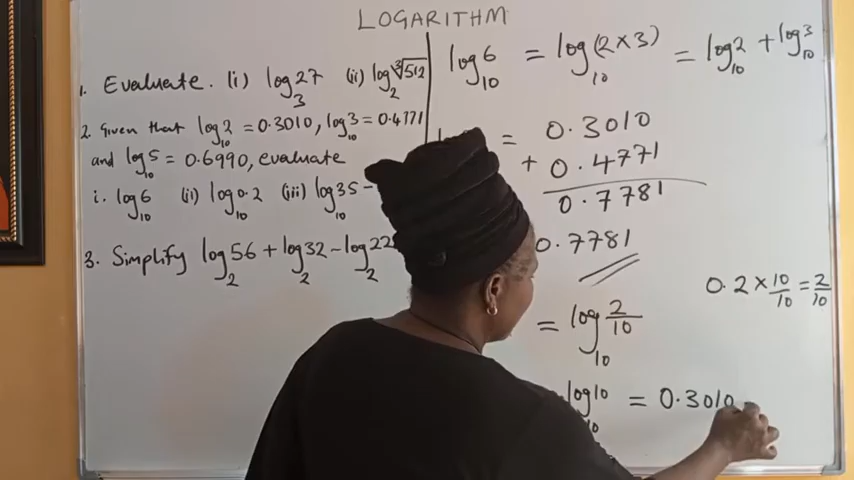 LOGARITHM
1. Evaluate. (i) log₃27 (ii) log₂∛512
2. Given that log₁₀2 = 0.3010, log₁₀3 = 0.4771
and log₁₀5 = 0.6990, evaluate
i. log₁₀6 (ii) log₁₀0.2 (iii) log₁₀35 -
3. Simplify log₂56 + log₂32 - log₂22
log₁₀6 = log₁₀(2×3) = log₁₀2 + log₁₀3
= 0.3010
+ 0.4771
0.7781
0.7781
0.2 × 10/10 = 2/10
= log₁₀ 2/10
log₁₀10 = 0.3010